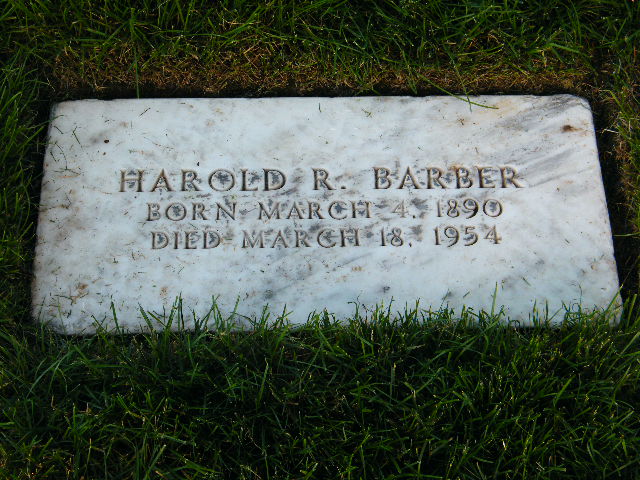 HAROLD R. BARBER
BORN MARCH 4, 1890
DIED MARCH 18, 1954